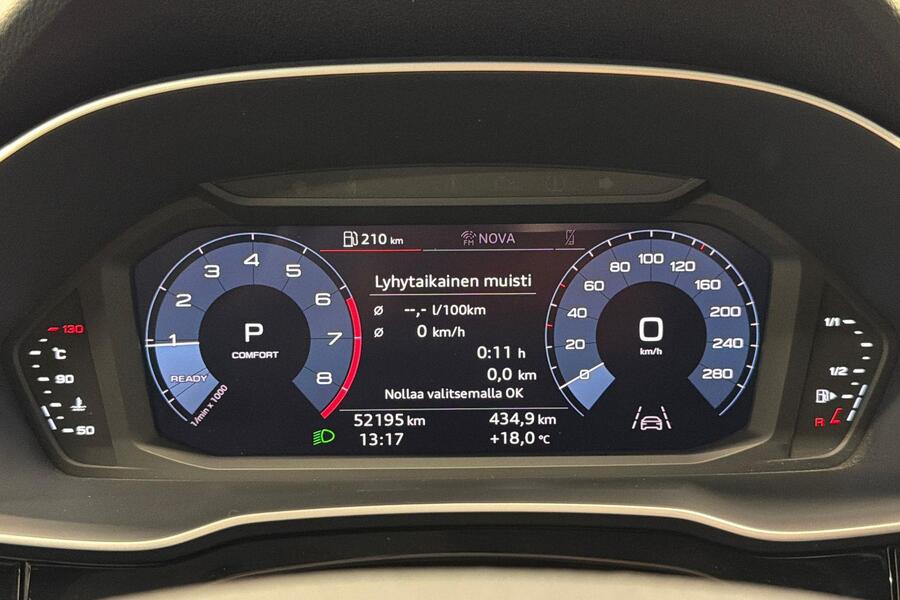 210 km
FM NOVA
Lyhytaikainen muisti
ø --,- l/100km
ø 0 km/h
0:11 h
0,0 km
Nollaa valitsemalla OK
52195 km
434,9 km
13:17
+18,0 °C
1
2
3
4
5
6
7
8
READY
1/min x 1000
P
COMFORT
0
20
40
60
80
100
120
160
200
240
280
0
km/h
130
°C
90
50
1/1
1/2
R